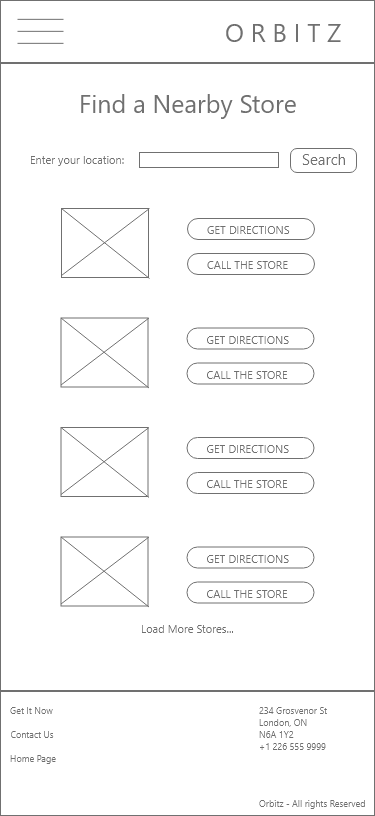 ORBITZ
Find a Nearby Store
Enter your location:
Search
GET DIRECTIONS
CALL THE STORE
GET DIRECTIONS
CALL THE STORE
GET DIRECTIONS
CALL THE STORE
GET DIRECTIONS
CALL THE STORE
Load More Stores...
Get It Now
Contact Us
Home Page
234 Grosvenor St
London, ON
N6A 1Y2
+1 226 555 9999
Orbitz - All rights Reserved